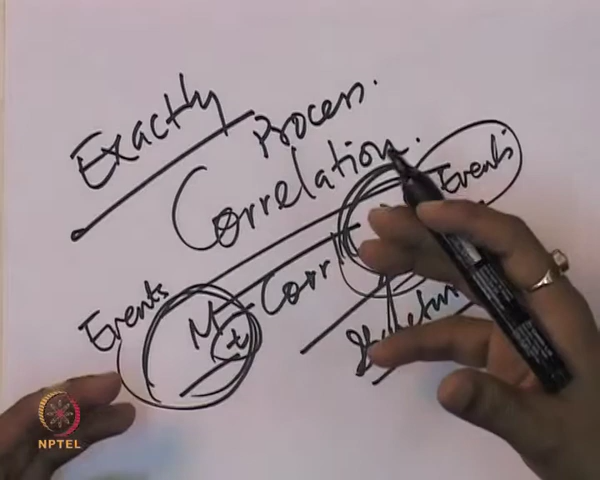 Exactly
Process.
Correlation.
Events
Events
M - Corr
t
NPTEL